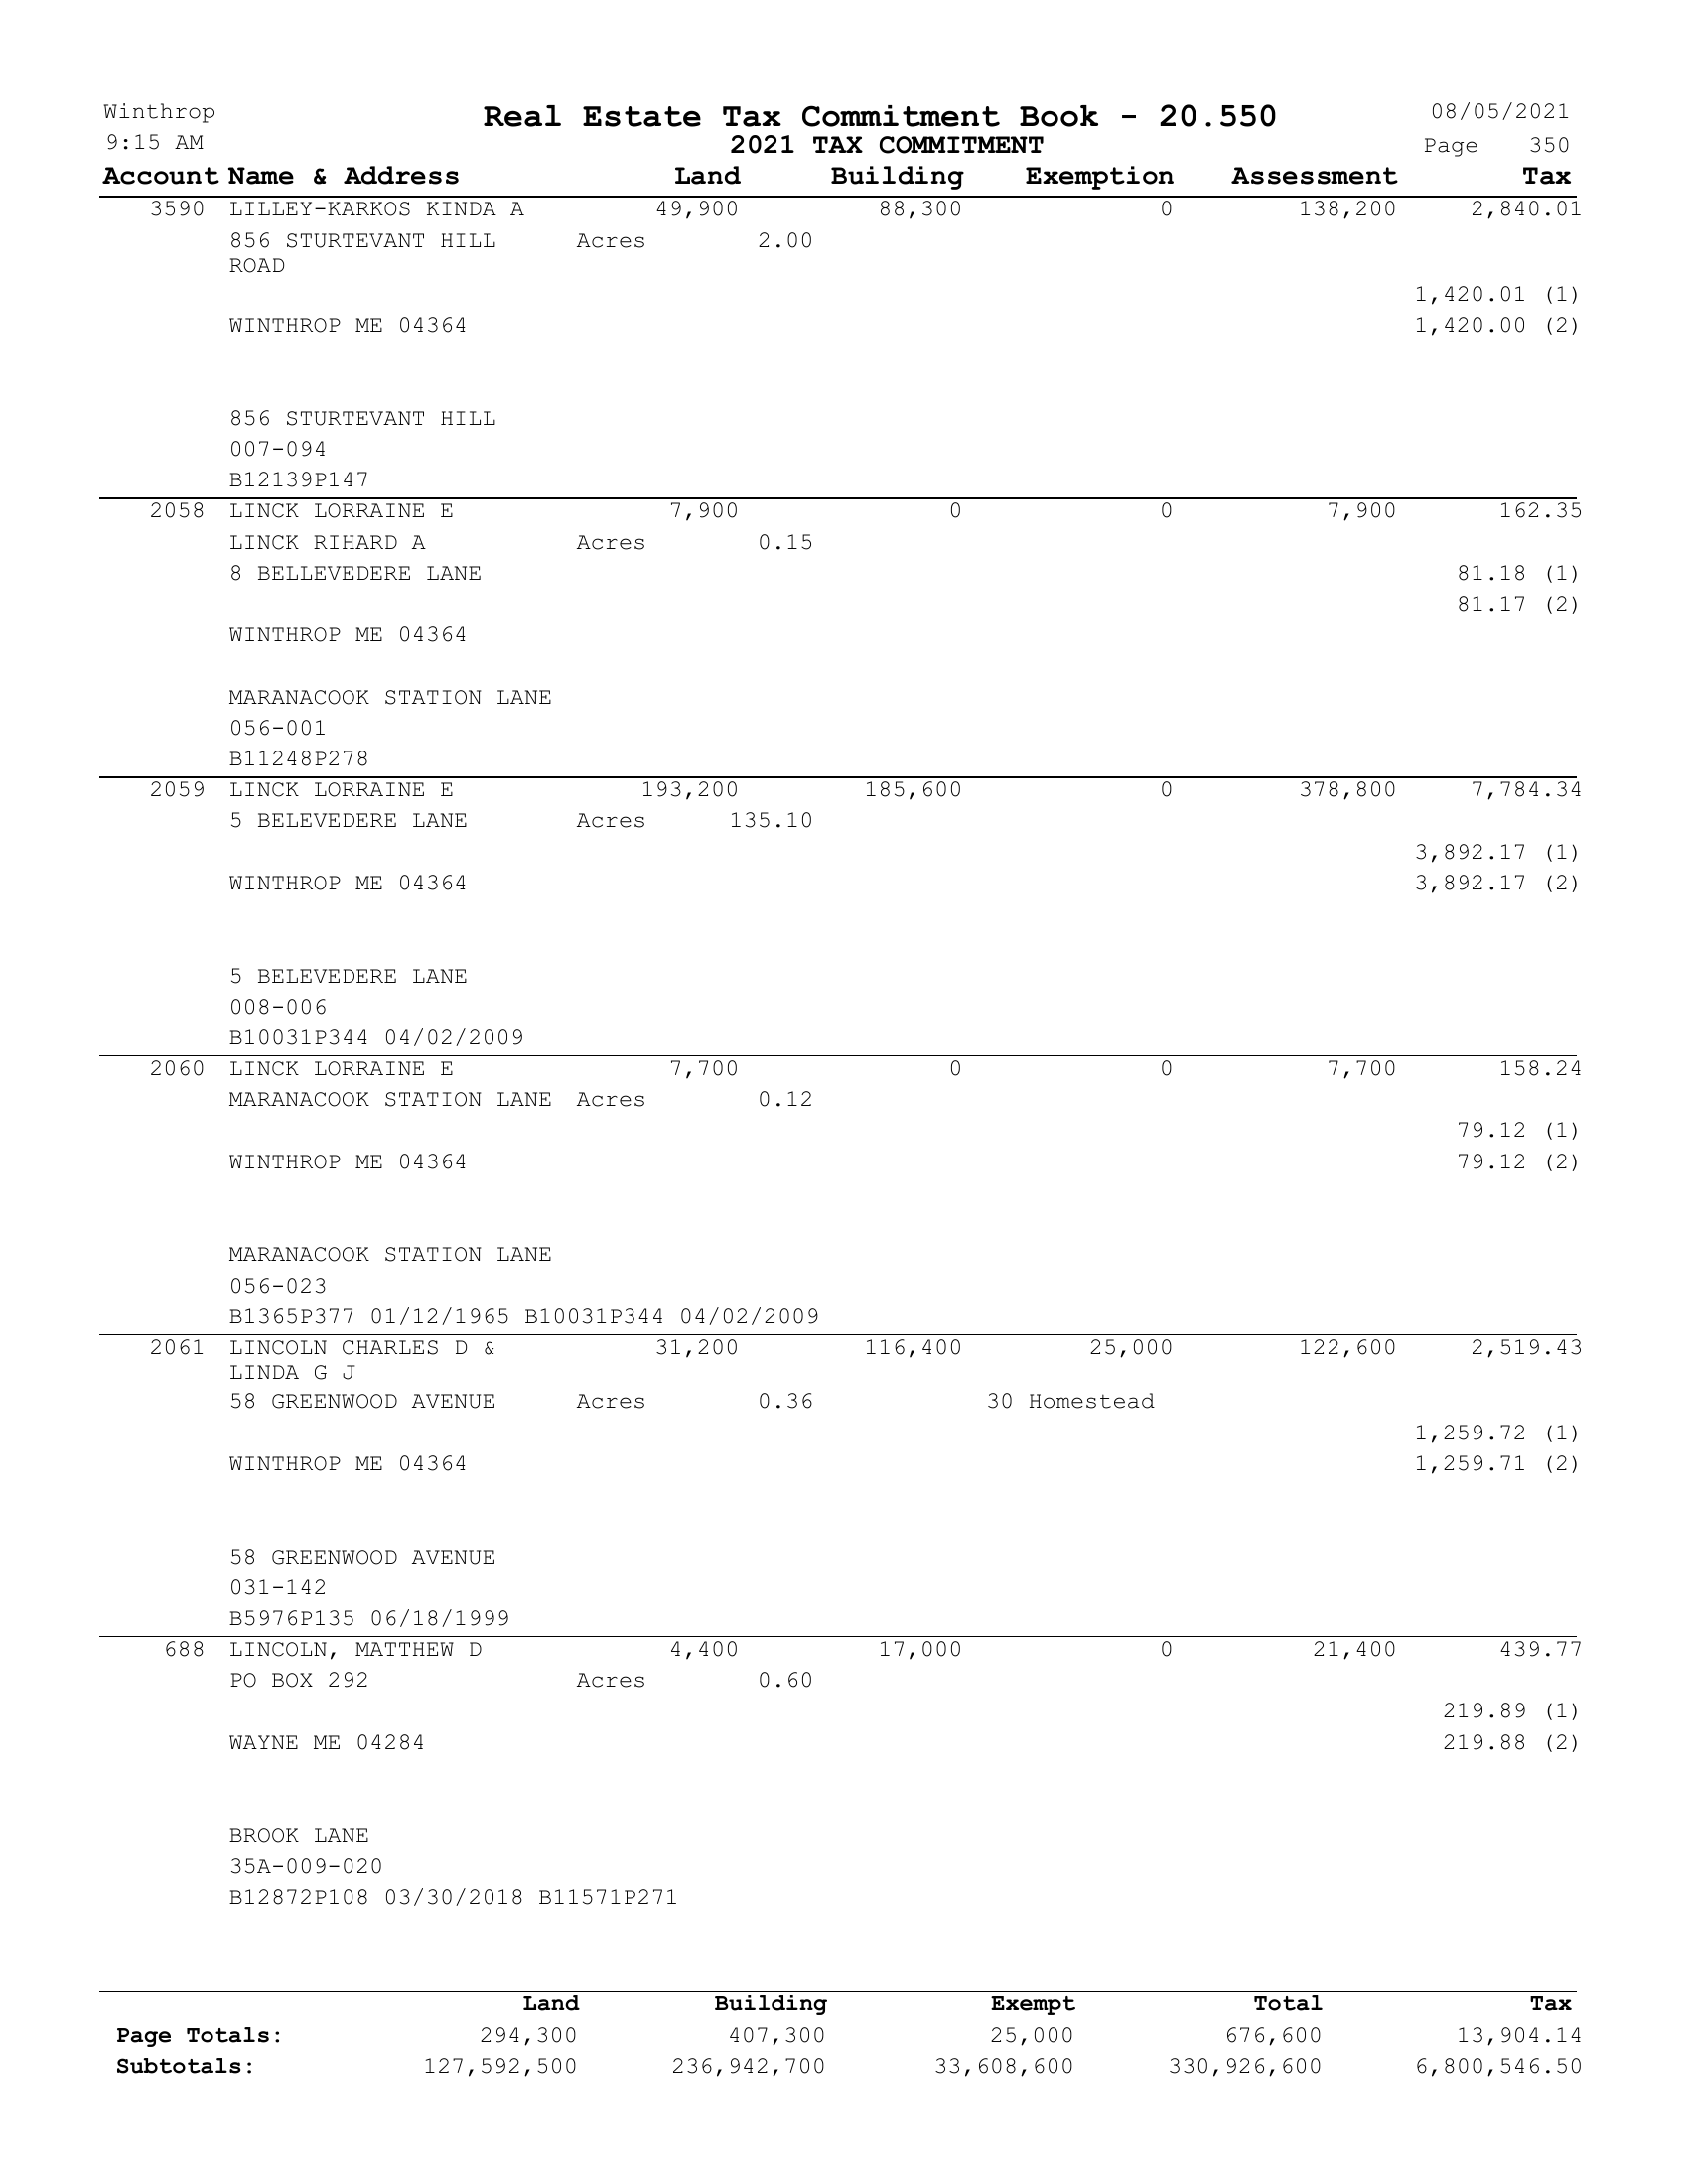 Winthrop Real Estate Tax Commitment Book - 20.550 08/05/2021
9:15 AM 2021 TAX COMMITMENT Page 350
Account Name & Address Land Building Exemption Assessment Tax
3590 LILLEY-KARKOS KINDA A 49,900 88,300 0 138,200 2,840.01
856 STURTEVANT HILL Acres 2.00
ROAD
1,420.01 (1)
WINTHROP ME 04364 1,420.00 (2)
856 STURTEVANT HILL
007-094
B12139P147
2058 LINCK LORRAINE E 7,900 0 0 7,900 162.35
LINCK RIHARD A Acres 0.15
8 BELLEVEDERE LANE 81.18 (1)
81.17 (2)
WINTHROP ME 04364
MARANACOOK STATION LANE
056-001
B11248P278
2059 LINCK LORRAINE E 193,200 185,600 0 378,800 7,784.34
5 BELEVEDERE LANE Acres 135.10
3,892.17 (1)
WINTHROP ME 04364 3,892.17 (2)
5 BELEVEDERE LANE
008-006
B10031P344 04/02/2009
2060 LINCK LORRAINE E 7,700 0 0 7,700 158.24
MARANACOOK STATION LANE Acres 0.12
79.12 (1)
WINTHROP ME 04364 79.12 (2)
MARANACOOK STATION LANE
056-023
B1365P377 01/12/1965 B10031P344 04/02/2009
2061 LINCOLN CHARLES D & 31,200 116,400 25,000 122,600 2,519.43
LINDA G J
58 GREENWOOD AVENUE Acres 0.36 30 Homestead
1,259.72 (1)
WINTHROP ME 04364 1,259.71 (2)
58 GREENWOOD AVENUE
031-142
B5976P135 06/18/1999
688 LINCOLN, MATTHEW D 4,400 17,000 0 21,400 439.77
PO BOX 292 Acres 0.60
219.89 (1)
WAYNE ME 04284 219.88 (2)
BROOK LANE
35A-009-020
B12872P108 03/30/2018 B11571P271
Land Building Exempt Total Tax
Page Totals: 294,300 407,300 25,000 676,600 13,904.14
Subtotals: 127,592,500 236,942,700 33,608,600 330,926,600 6,800,546.50